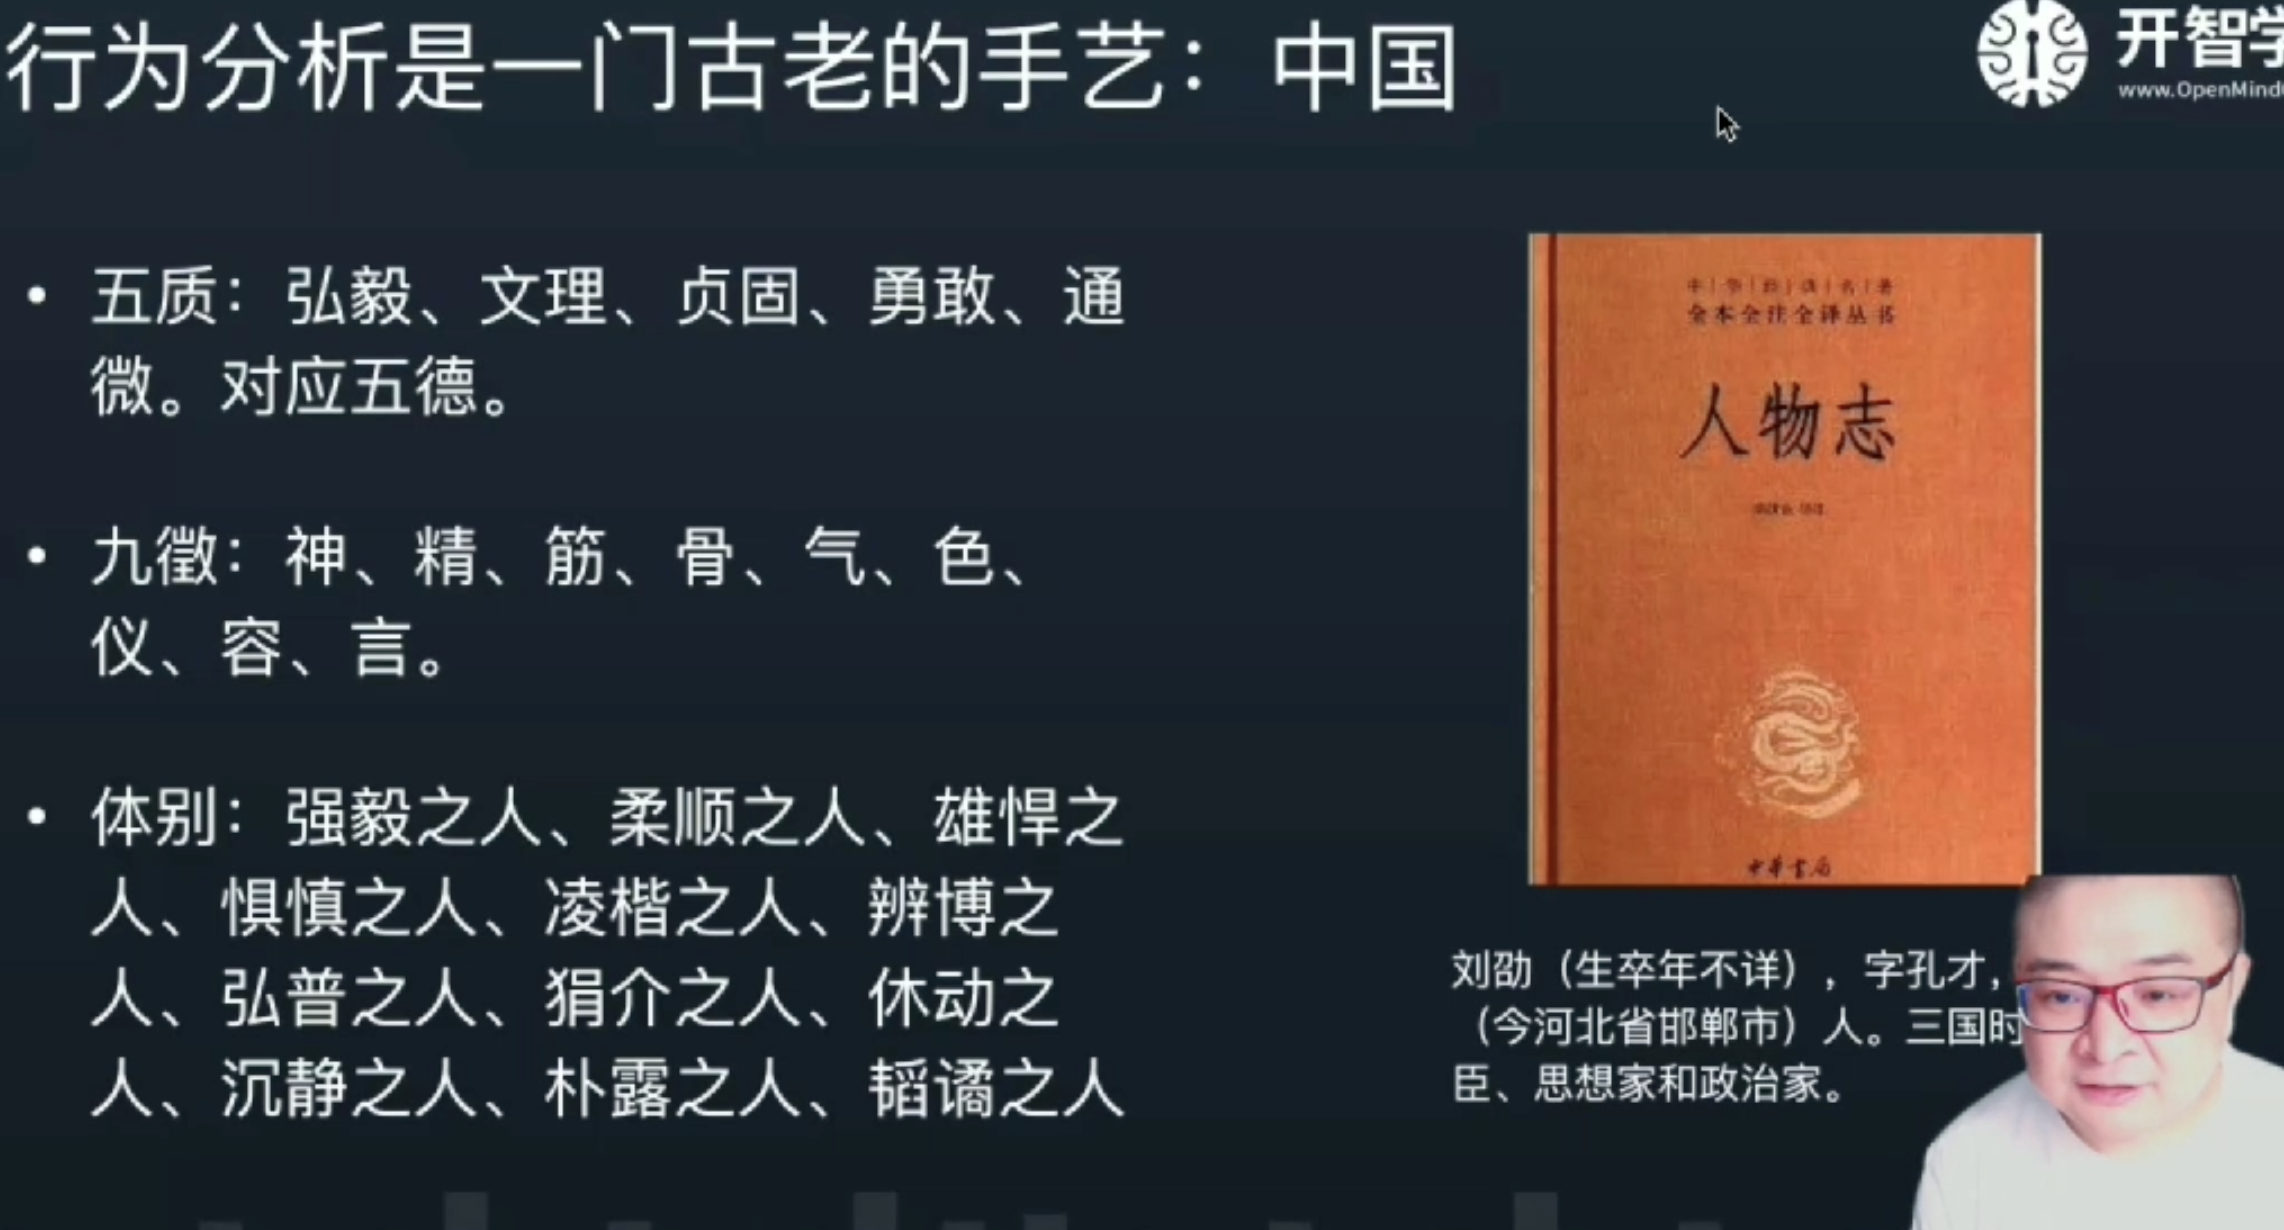 行为分析是一门古老的手艺：中国
开智学
www.OpenMind
• 五质：弘毅、文理、贞固、勇敢、通
微。对应五德。
• 九徵：神、精、筋、骨、气、色、
仪、容、言。
• 体别：强毅之人、柔顺之人、雄悍之
人、惧慎之人、凌楷之人、辨博之
人、弘普之人、狷介之人、休动之
人、沉静之人、朴露之人、韬谲之人
中华经典名著
全本全注全译丛书
人物志
中华书局
刘劭（生卒年不详），字孔才，
（今河北省邯郸市）人。三国时
臣、思想家和政治家。